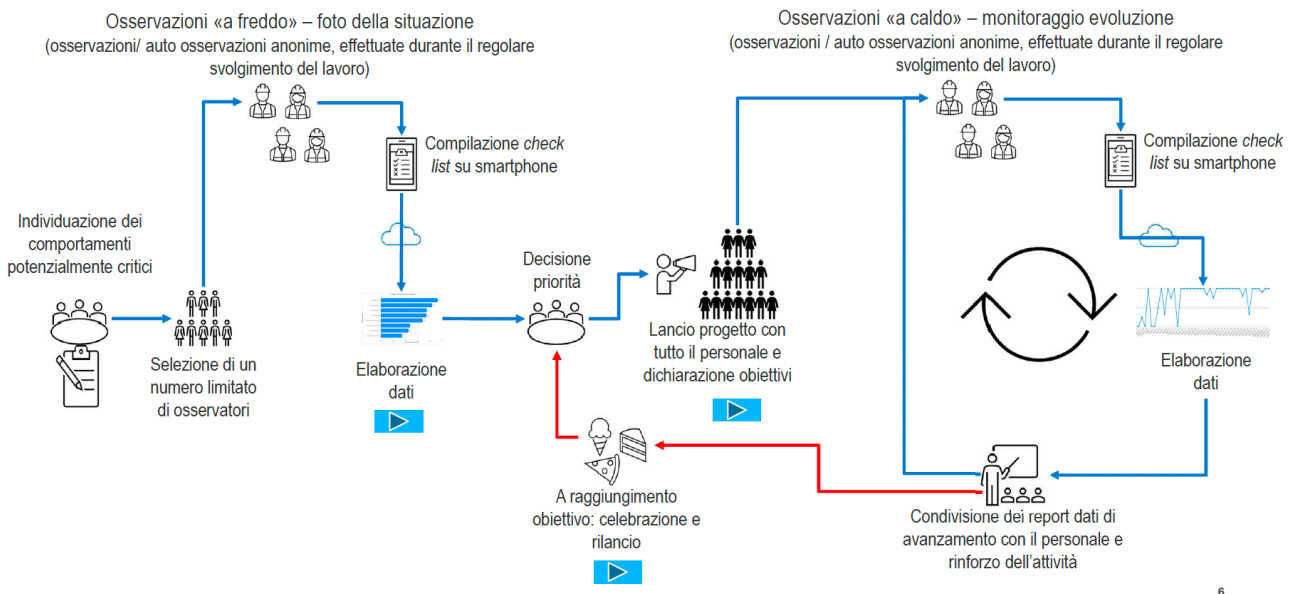 Osservazioni «a freddo» – foto della situazione
(osservazioni/ auto osservazioni anonime, effettuate durante il regolare
svolgimento del lavoro)
Compilazione check
list su smartphone
Individuazione dei
comportamenti
potenzialmente critici
Selezione di un
numero limitato
di osservatori
Elaborazione
dati
Decisione
priorità
Lancio progetto con
tutto il personale e
dichiarazione obiettivi
A raggiungimento
obiettivo: celebrazione e
rilancio
Osservazioni «a caldo» – monitoraggio evoluzione
(osservazioni / auto osservazioni anonime, effettuate durante il regolare
svolgimento del lavoro)
Compilazione check
list su smartphone
Elaborazione
dati
Condivisione dei report dati di
avanzamento con il personale e
rinforzo dell'attività
6